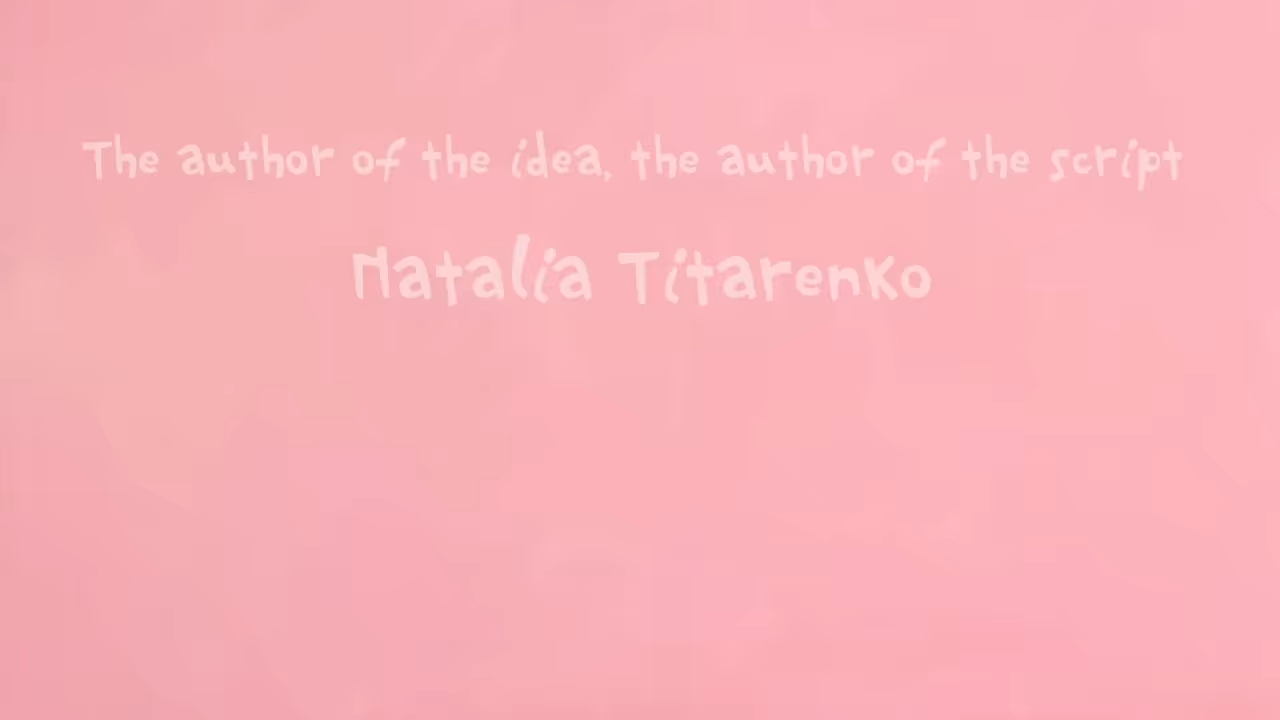 The author of the idea, the author of the script
Natalia Titarenko